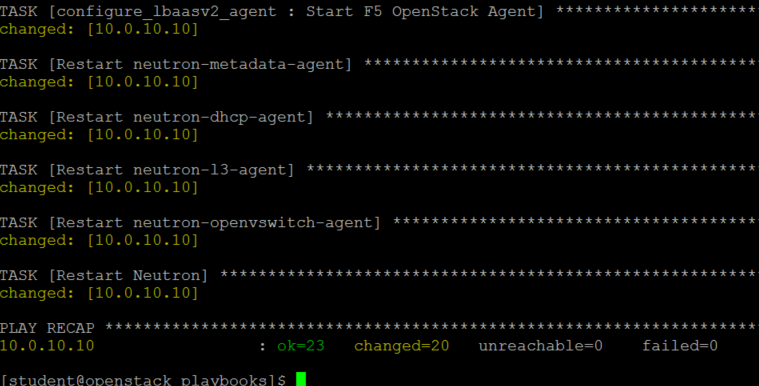 TASK [configure_lbaasv2_agent : Start F5 OpenStack Agent] *********************
changed: [10.0.10.10]
TASK [Restart neutron-metadata-agent] *****************************************
changed: [10.0.10.10]
TASK [Restart neutron-dhcp-agent] *********************************************
changed: [10.0.10.10]
TASK [Restart neutron-l3-agent] ***********************************************
changed: [10.0.10.10]
TASK [Restart neutron-openvswitch-agent] **************************************
changed: [10.0.10.10]
TASK [Restart Neutron] ********************************************************
changed: [10.0.10.10]
PLAY RECAP ********************************************************************
10.0.10.10 : ok=23 changed=20 unreachable=0 failed=0
[student@openstack playbooks]$